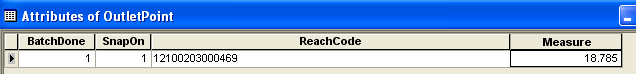 Attributes of OutletPoint
BatchDone SnapOn ReachCode Measure
1 1 12100203000469 18.785